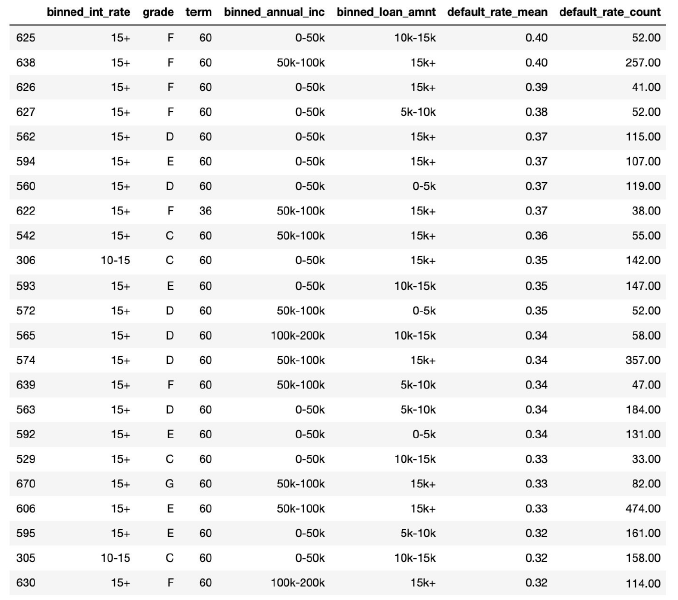 binned_int_rate grade term binned_annual_inc binned_loan_amnt default_rate_mean default_rate_count
625 15+ F 60 0-50k 10k-15k 0.40 52.00
638 15+ F 60 50k-100k 15k+ 0.40 257.00
626 15+ F 60 0-50k 15k+ 0.39 41.00
627 15+ F 60 0-50k 5k-10k 0.38 52.00
562 15+ D 60 0-50k 15k+ 0.37 115.00
594 15+ E 60 0-50k 15k+ 0.37 107.00
560 15+ D 60 0-50k 0-5k 0.37 119.00
622 15+ F 36 50k-100k 15k+ 0.37 38.00
542 15+ C 60 50k-100k 15k+ 0.36 55.00
306 10-15 C 60 0-50k 15k+ 0.35 142.00
593 15+ E 60 0-50k 10k-15k 0.35 147.00
572 15+ D 60 50k-100k 0-5k 0.35 52.00
565 15+ D 60 100k-200k 10k-15k 0.34 58.00
574 15+ D 60 50k-100k 15k+ 0.34 357.00
639 15+ F 60 50k-100k 5k-10k 0.34 47.00
563 15+ D 60 0-50k 5k-10k 0.34 184.00
592 15+ E 60 0-50k 0-5k 0.34 131.00
529 15+ C 60 0-50k 10k-15k 0.33 33.00
670 15+ G 60 50k-100k 15k+ 0.33 82.00
606 15+ E 60 50k-100k 15k+ 0.33 474.00
595 15+ E 60 0-50k 5k-10k 0.32 161.00
305 10-15 C 60 0-50k 10k-15k 0.32 158.00
630 15+ F 60 100k-200k 15k+ 0.32 114.00